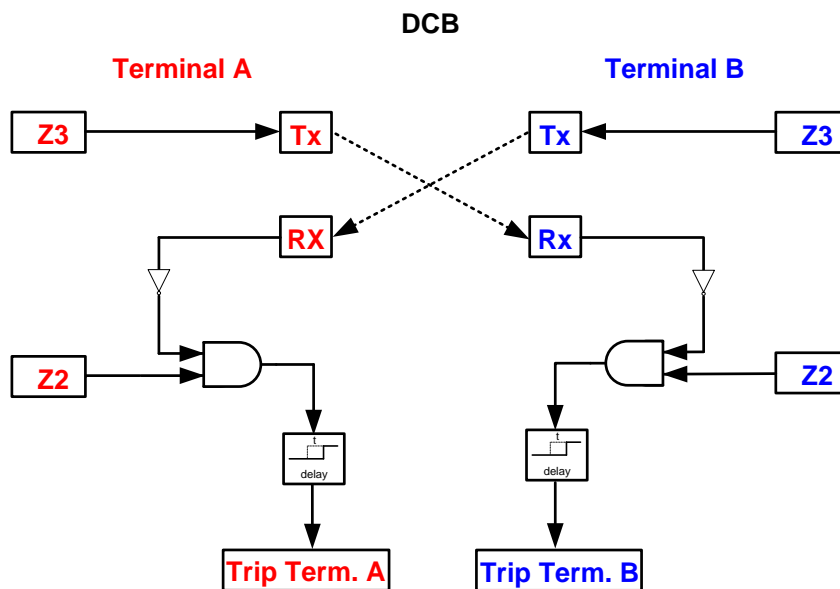 DCB
Terminal A
Terminal B
Z3
Tx
Tx
Z3
RX
Rx
Z2
Z2
t
delay
t
delay
Trip Term. A
Trip Term. B